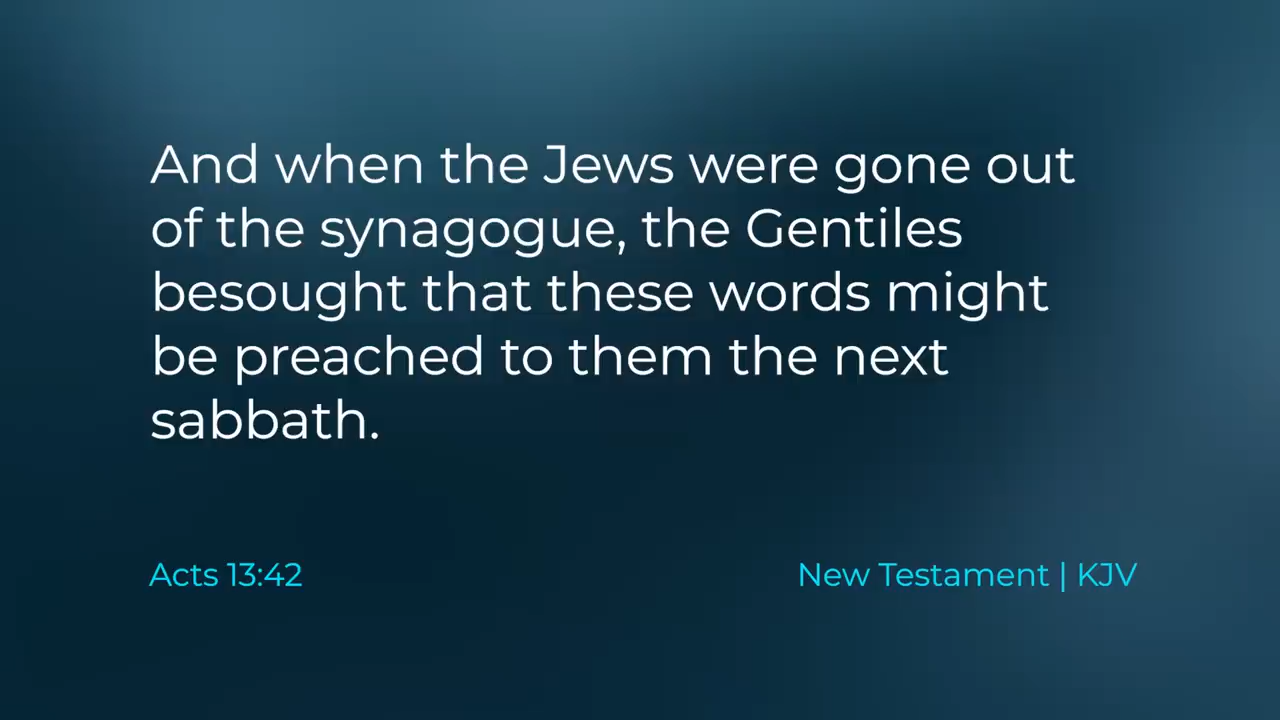 And when the Jews were gone out
of the synagogue, the Gentiles
besought that these words might
be preached to them the next
sabbath.
Acts 13:42
New Testament | KJV